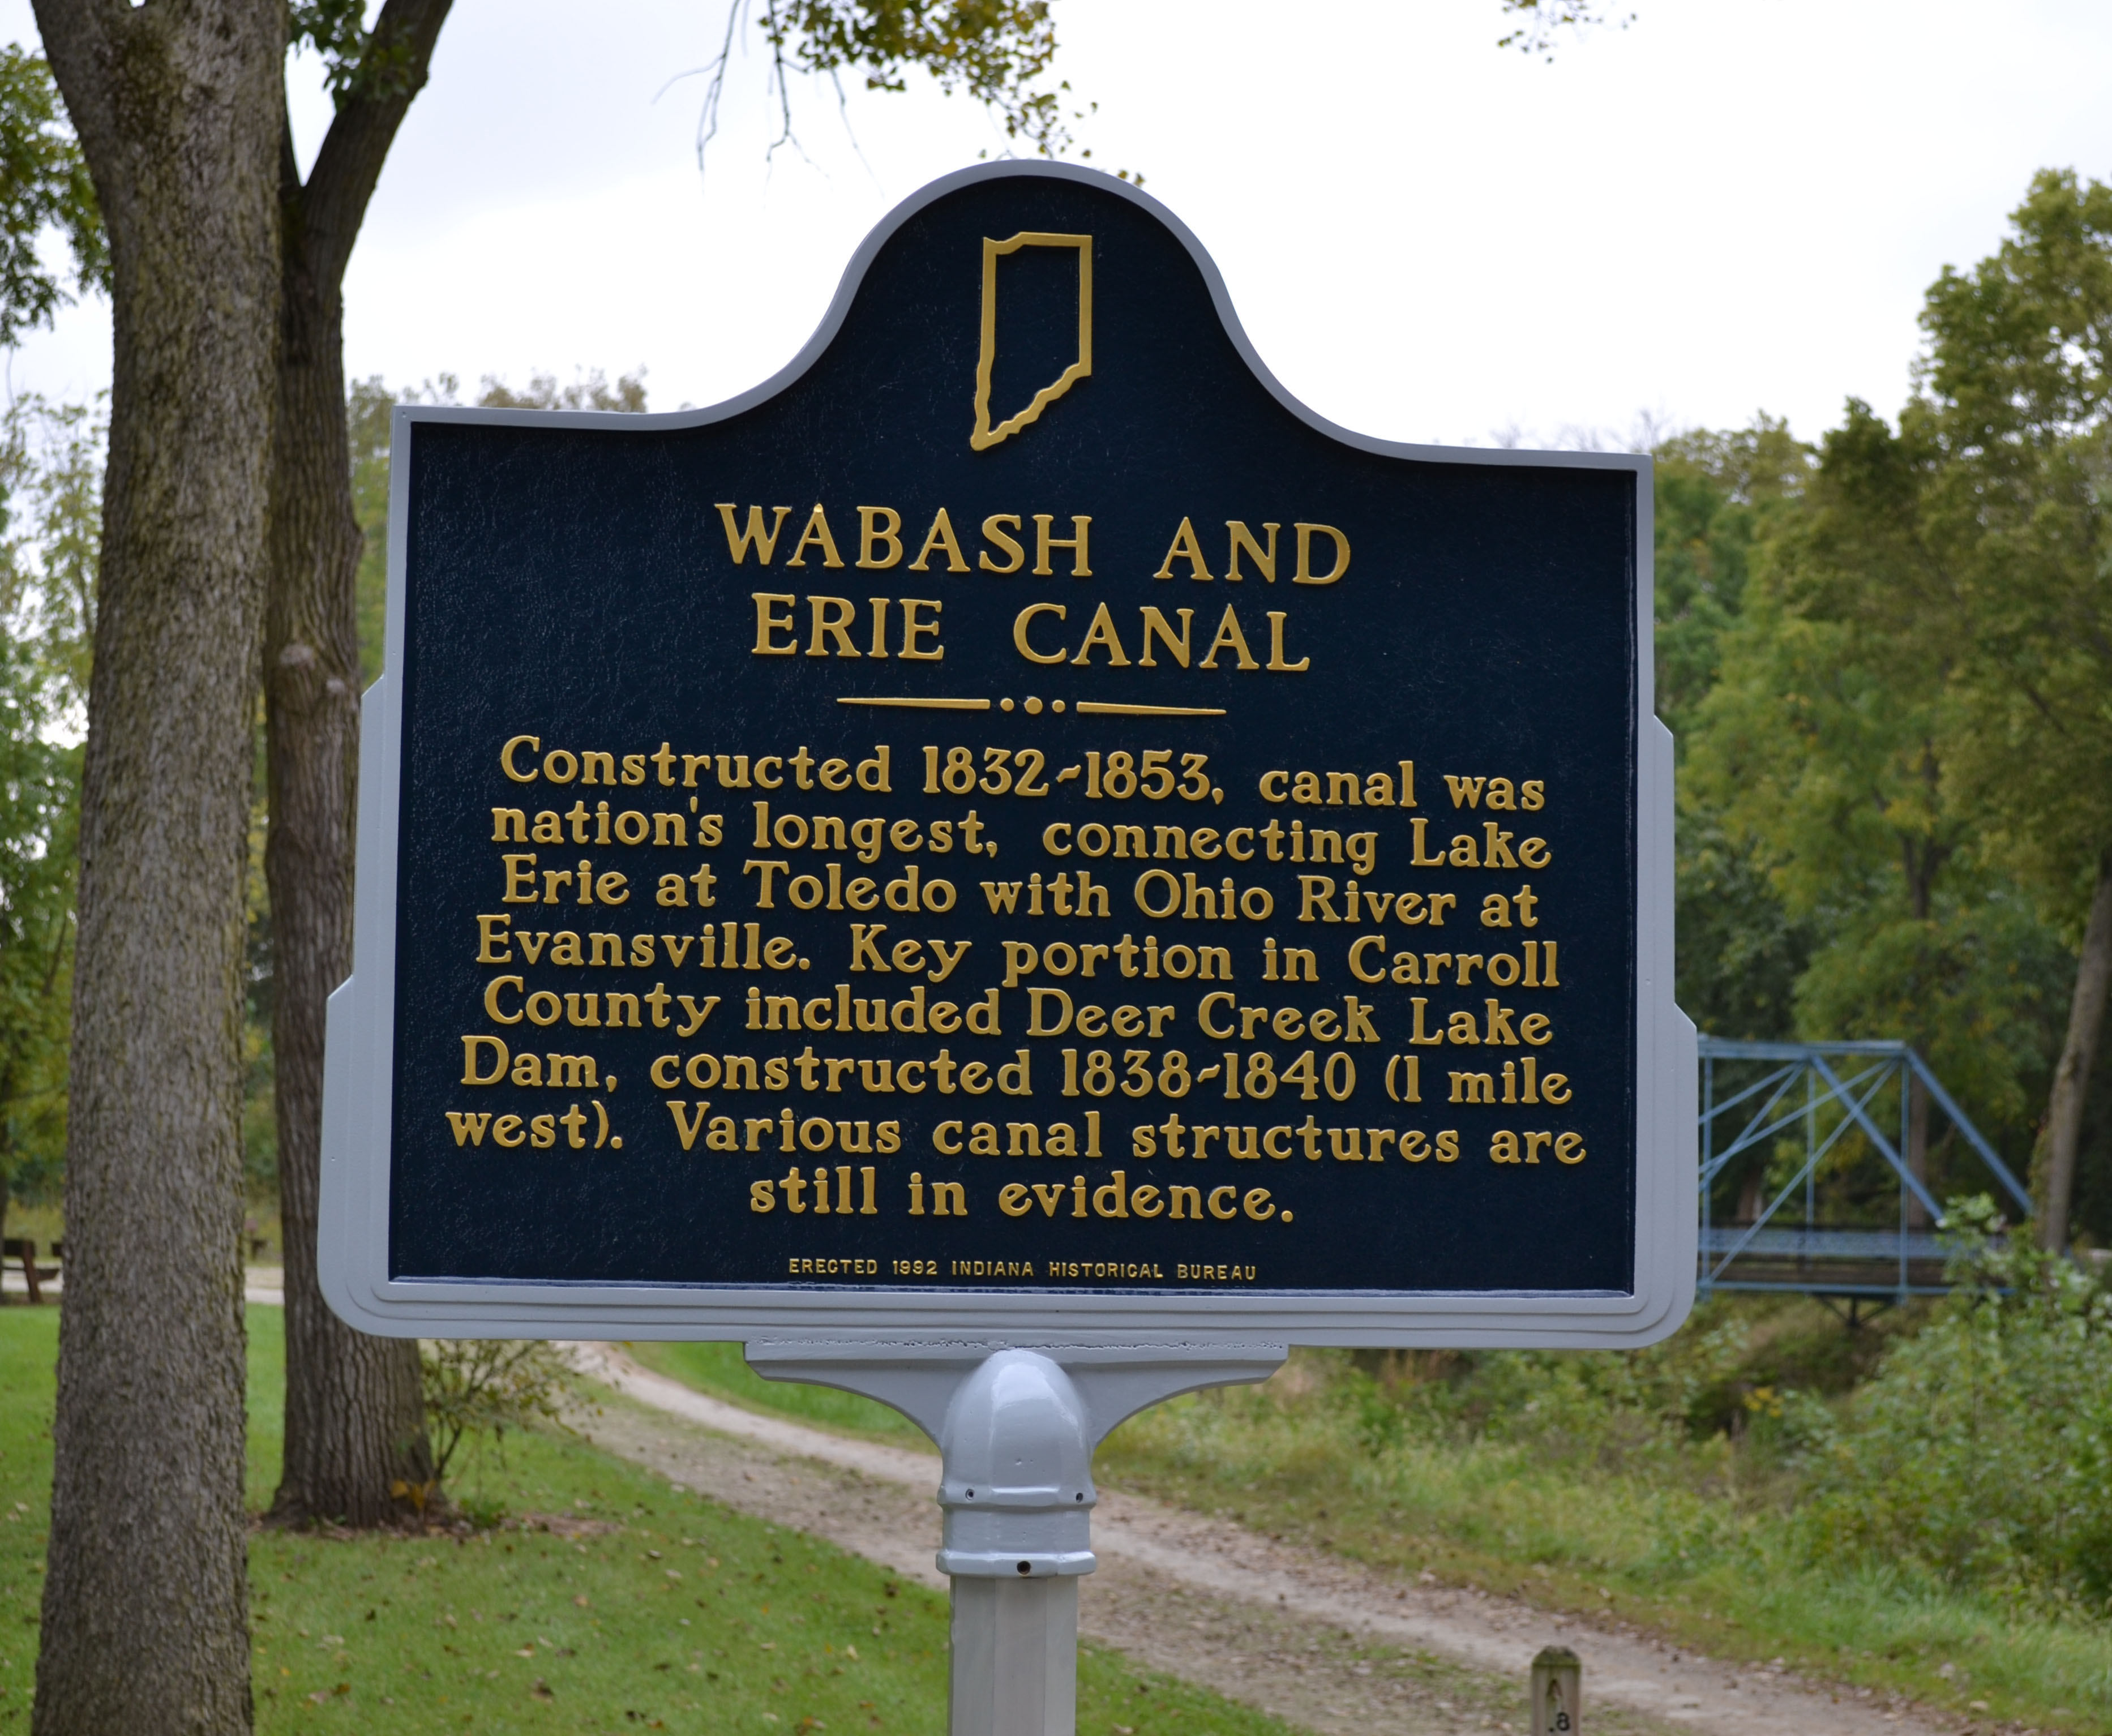 WABASH AND
ERIE CANAL
Constructed 1832-1853, canal was
nation's longest, connecting Lake
Erie at Toledo with Ohio River at
Evansville. Key portion in Carroll
County included Deer Creek Lake
Dam, constructed 1838-1840 (1 mile
west). Various canal structures are
still in evidence.
ERECTED 1992 INDIANA HISTORICAL BUREAU
.8